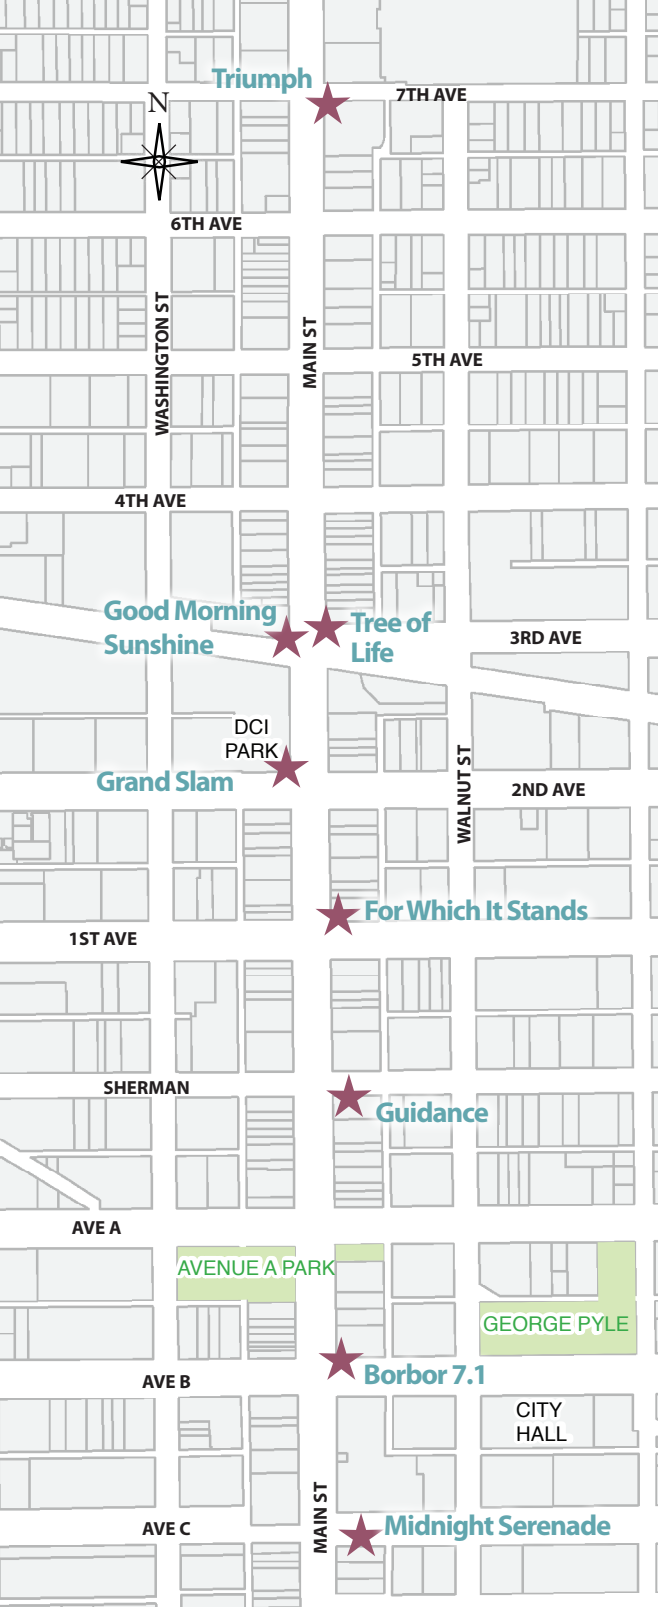 Triumph
7TH AVE
N
6TH AVE
WASHINGTON ST
MAIN ST
5TH AVE
4TH AVE
Good Morning
Sunshine
Tree of
Life
3RD AVE
DCI
PARK
Grand Slam
WALNUT ST
2ND AVE
For Which It Stands
1ST AVE
SHERMAN
Guidance
AVE A
AVENUE A PARK
GEORGE PYLE
Borbor 7.1
AVE B
CITY
HALL
MAIN ST
Midnight Serenade
AVE C